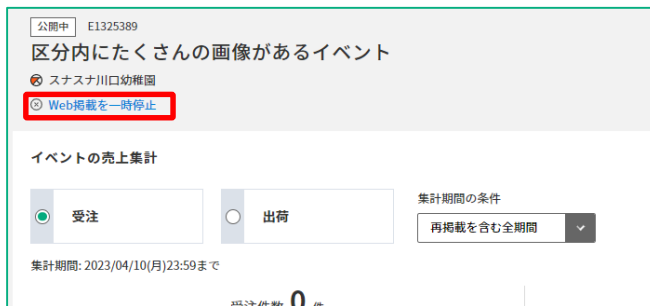 公開中 E1325389
区分内にたくさんの画像があるイベント
スナスナ川口幼稚園
Web掲載を一時停止
イベントの売上集計
受注 出荷
集計期間の条件
再掲載を含む全期間
集計期間: 2023/04/10(月)23:59まで
受注件数 0 件